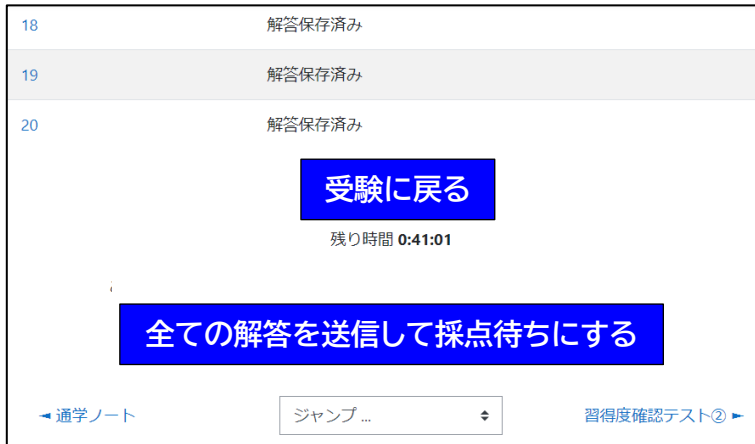 18 解答保存済み
19 解答保存済み
20 解答保存済み
受験に戻る
残り時間 0:41:01
全ての解答を送信して採点待ちにする
◄ 通学ノート ジャンプ ... 習得度確認テスト② ►